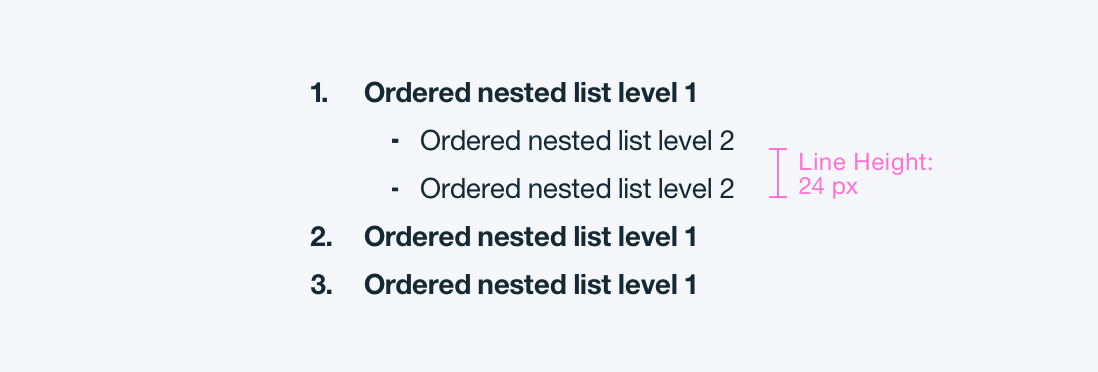 1. Ordered nested list level 1
- Ordered nested list level 2
- Ordered nested list level 2
2. Ordered nested list level 1
3. Ordered nested list level 1
Line Height:
24 px